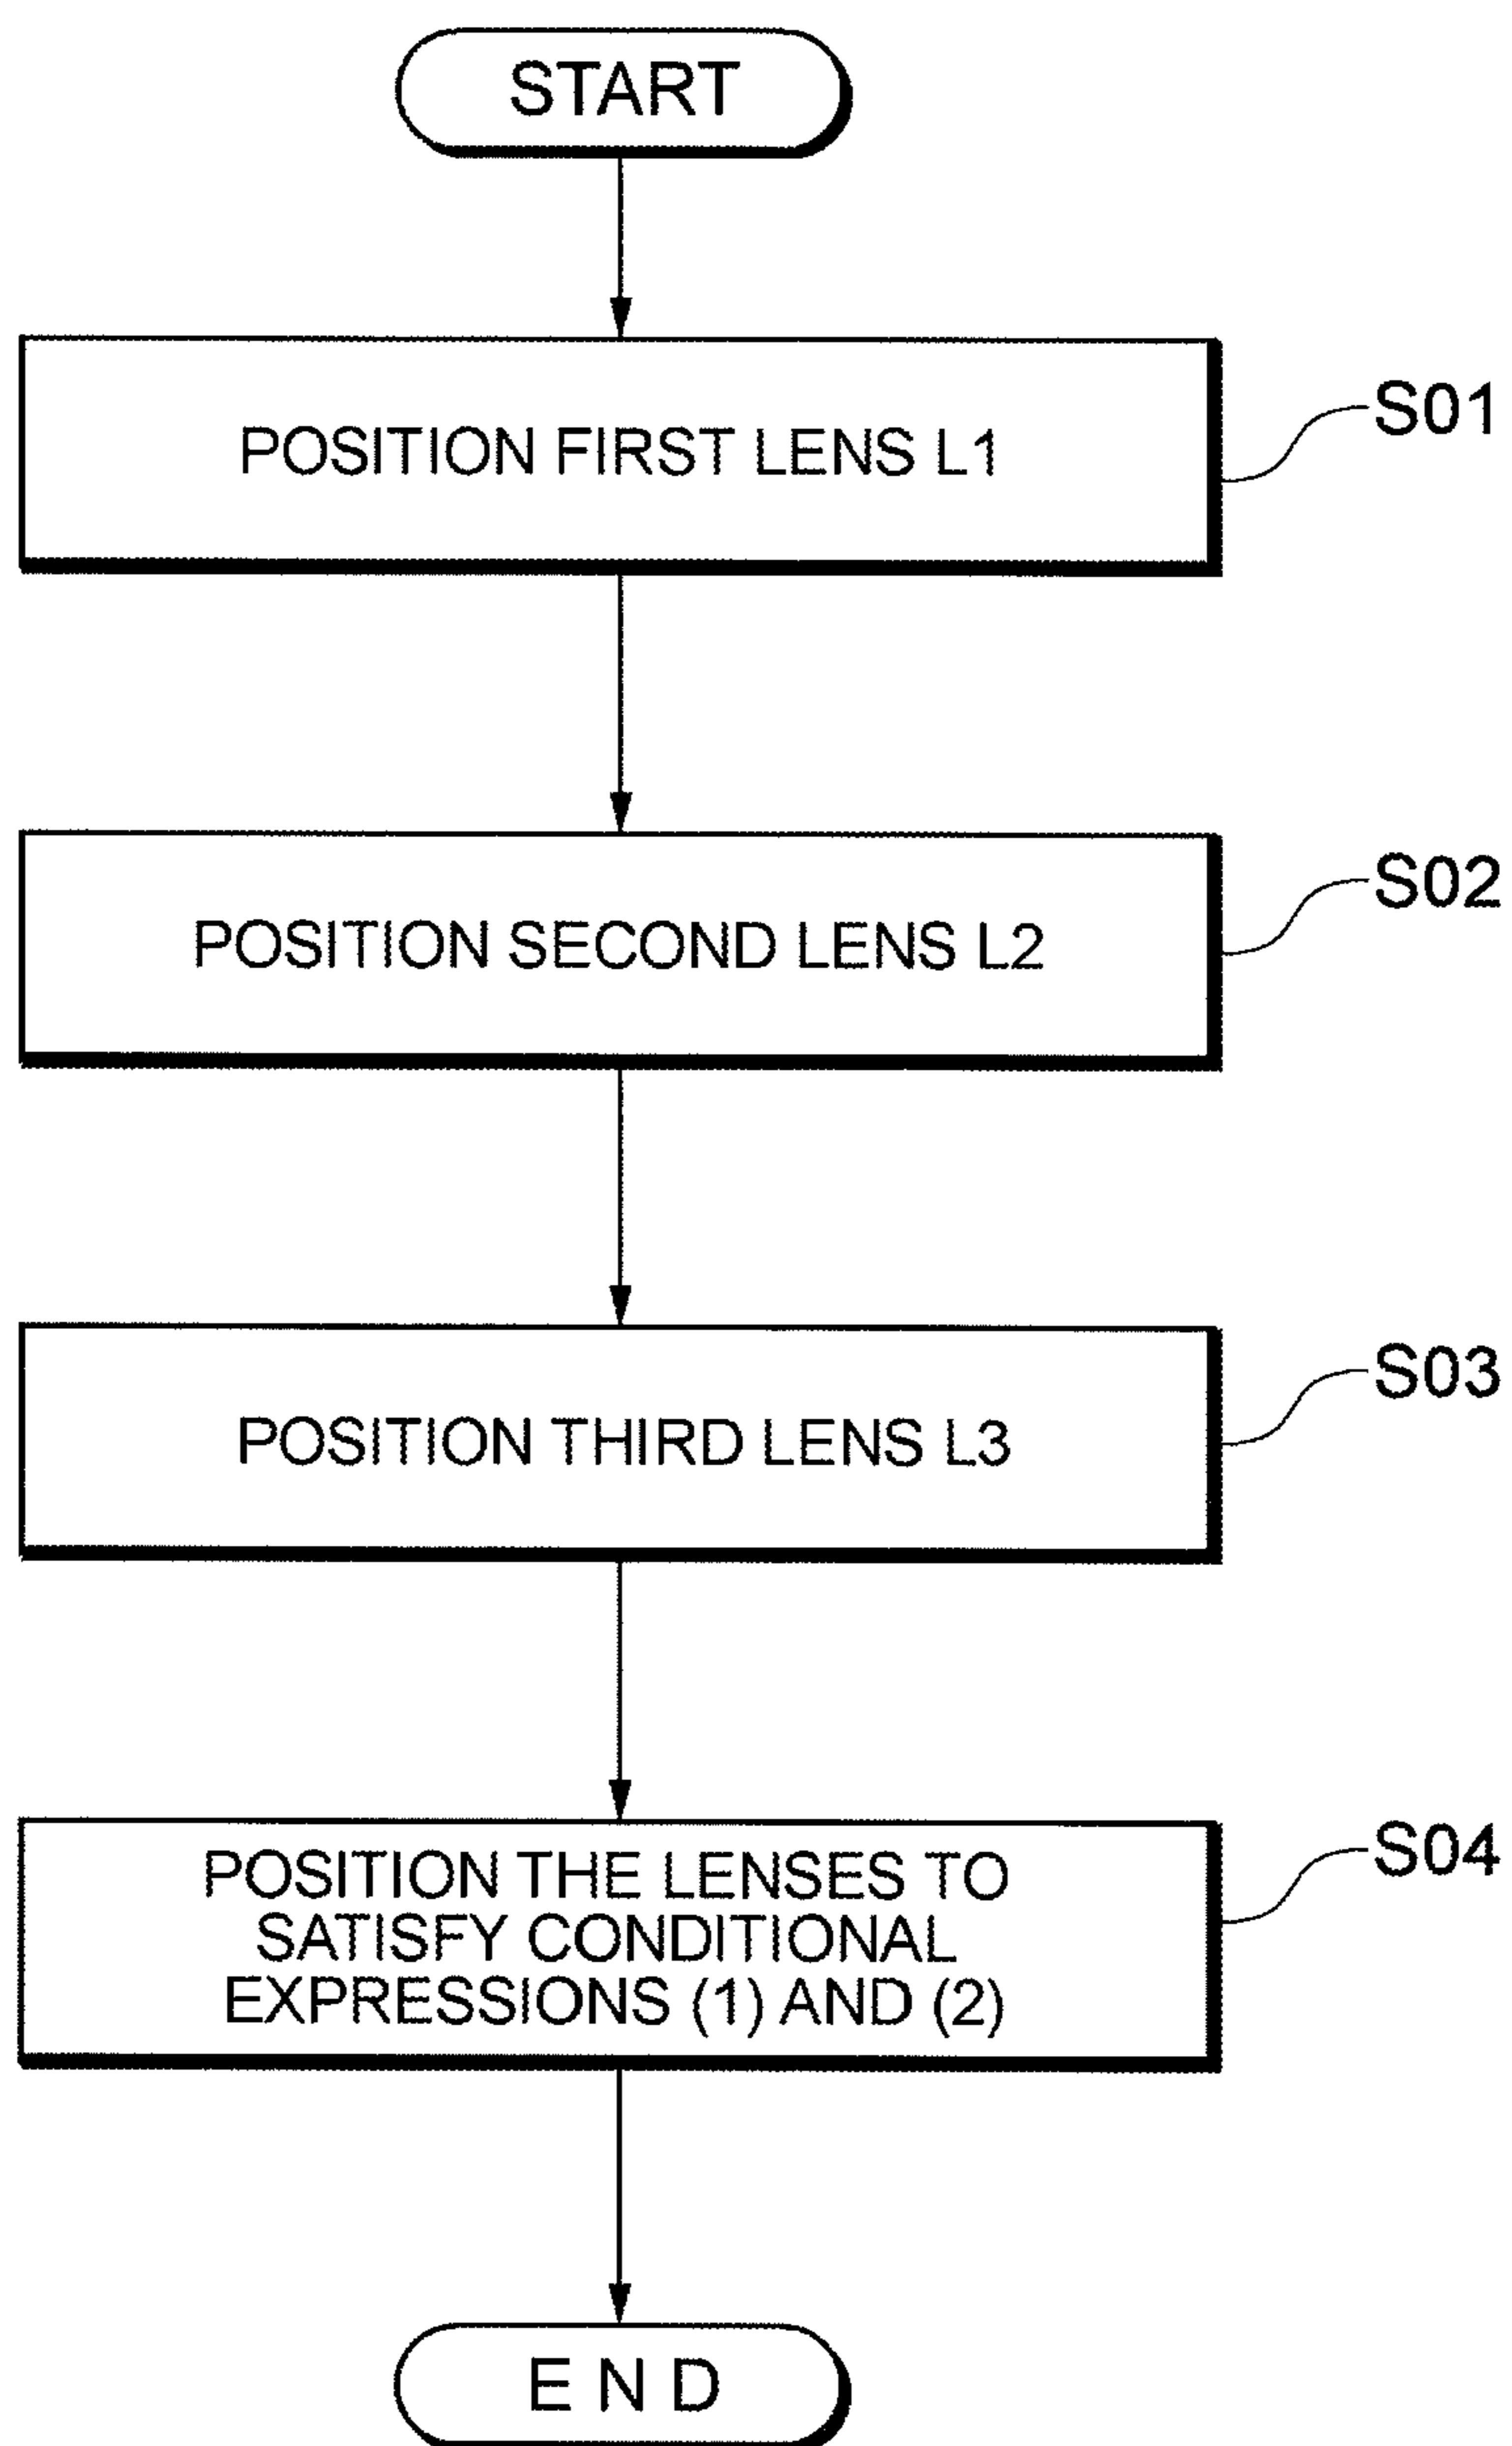 START
POSITION FIRST LENS L1
S01
POSITION SECOND LENS L2
S02
POSITION THIRD LENS L3
S03
POSITION THE LENSES TO
SATISFY CONDITIONAL
EXPRESSIONS (1) AND (2)
S04
END